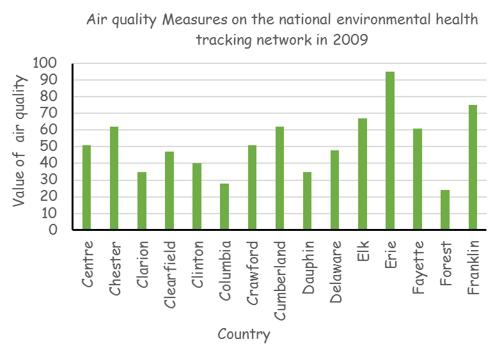 Air quality Measures on the national environmental health
tracking network in 2009
Value of air quality
100
90
80
70
60
50
40
30
20
10
0
Centre
Chester
Clarion
Clearfield
Clinton
Columbia
Crawford
Cumberland
Dauphin
Delaware
Elk
Erie
Fayette
Forest
Franklin
Country